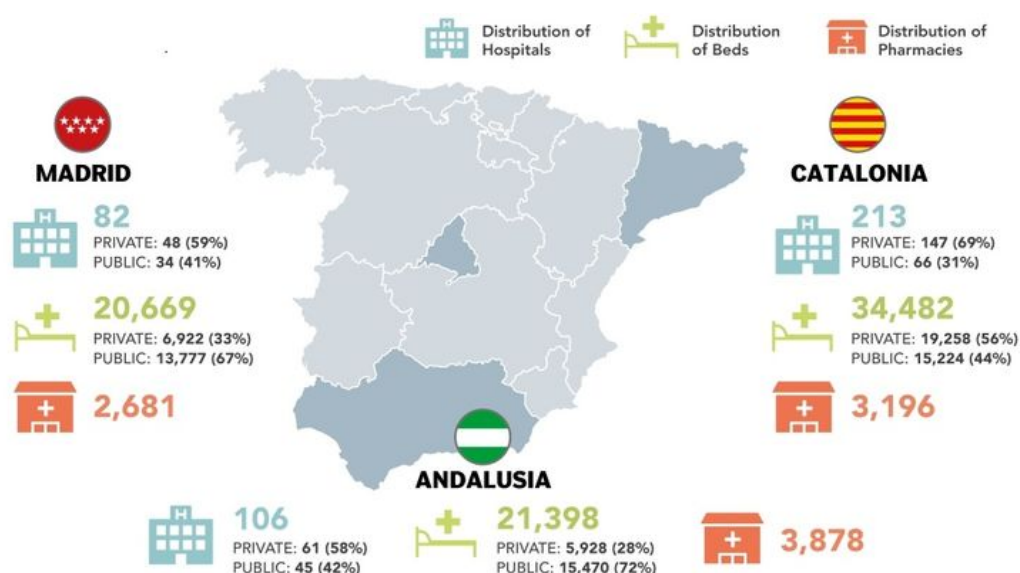 Distribution of
Hospitals
Distribution
of Beds
Distribution of
Pharmacies
MADRID
H
82
PRIVATE: 48 (59%)
PUBLIC: 34 (41%)
20,669
PRIVATE: 6,922 (33%)
PUBLIC: 13,777 (67%)
2,681
CATALONIA
H
213
PRIVATE: 147 (69%)
PUBLIC: 66 (31%)
34,482
PRIVATE: 19,258 (56%)
PUBLIC: 15,224 (44%)
3,196
ANDALUSIA
H
106
PRIVATE: 61 (58%)
PUBLIC: 45 (42%)
21,398
PRIVATE: 5,928 (28%)
PUBLIC: 15,470 (72%)
3,878